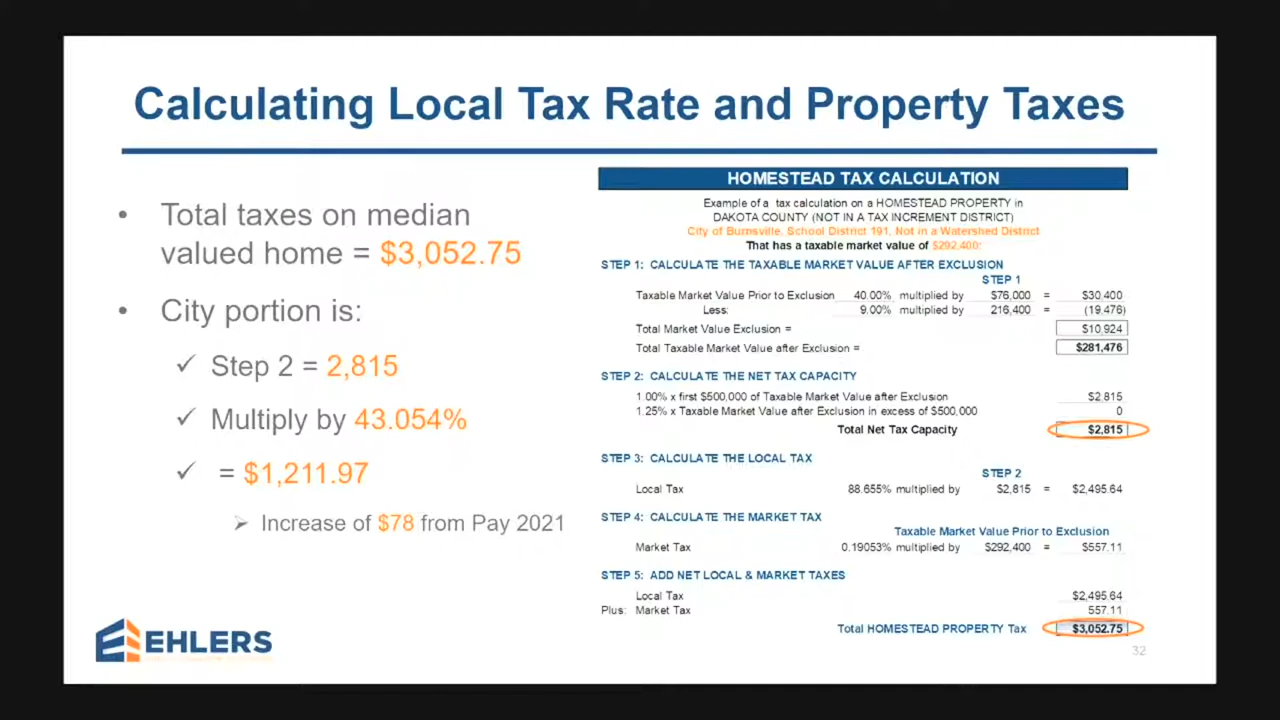 Calculating Local Tax Rate and Property Taxes
• Total taxes on median
valued home = $3,052.75
• City portion is:
✓ Step 2 = 2,815
✓ Multiply by 43.054%
✓ = $1,211.97
➢ Increase of $78 from Pay 2021
EHLERS
HOMESTEAD TAX CALCULATION
Example of a tax calculation on a HOMESTEAD PROPERTY in
DAKOTA COUNTY (NOT IN A TAX INCREMENT DISTRICT)
City of Burnsville, School District 191, Not in a Watershed District
That has a taxable market value of $292,400:
STEP 1: CALCULATE THE TAXABLE MARKET VALUE AFTER EXCLUSION
STEP 1
Taxable Market Value Prior to Exclusion 40.00% multiplied by $76,000 = $30,400
Less: 9.00% multiplied by 216,400 = (19,476)
Total Market Value Exclusion = $10,924
Total Taxable Market Value after Exclusion = $281,476
STEP 2: CALCULATE THE NET TAX CAPACITY
1.00% x first $500,000 of Taxable Market Value after Exclusion $2,815
1.25% x Taxable Market Value after Exclusion in excess of $500,000 0
Total Net Tax Capacity $2,815
STEP 3: CALCULATE THE LOCAL TAX
STEP 2
Local Tax 88.655% multiplied by $2,815 = $2,495.64
STEP 4: CALCULATE THE MARKET TAX
Taxable Market Value Prior to Exclusion
Market Tax 0.19053% multiplied by $292,400 = $557.11
STEP 5: ADD NET LOCAL & MARKET TAXES
Local Tax $2,495.64
Plus: Market Tax 557.11
Total HOMESTEAD PROPERTY Tax $3,052.75
32